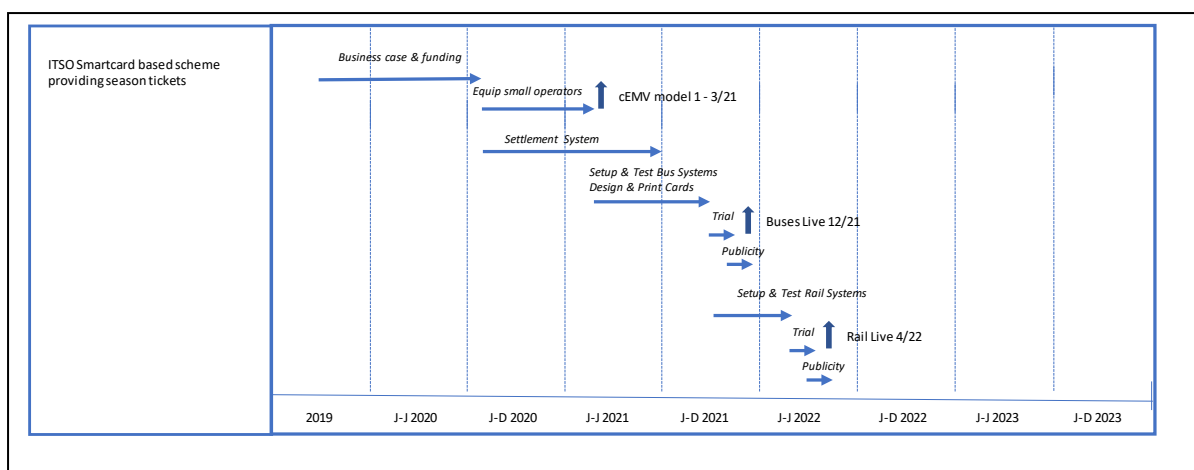 ITSO Smartcard based scheme
providing season tickets
Business case & funding
Equip small operators
cEMV model 1 - 3/21
Settlement System
Setup & Test Bus Systems
Design & Print Cards
Trial
Buses Live 12/21
Publicity
Setup & Test Rail Systems
Trial
Rail Live 4/22
Publicity
2019 J-J 2020 J-D 2020 J-J 2021 J-D 2021 J-J 2022 J-D 2022 J-J 2023 J-D 2023